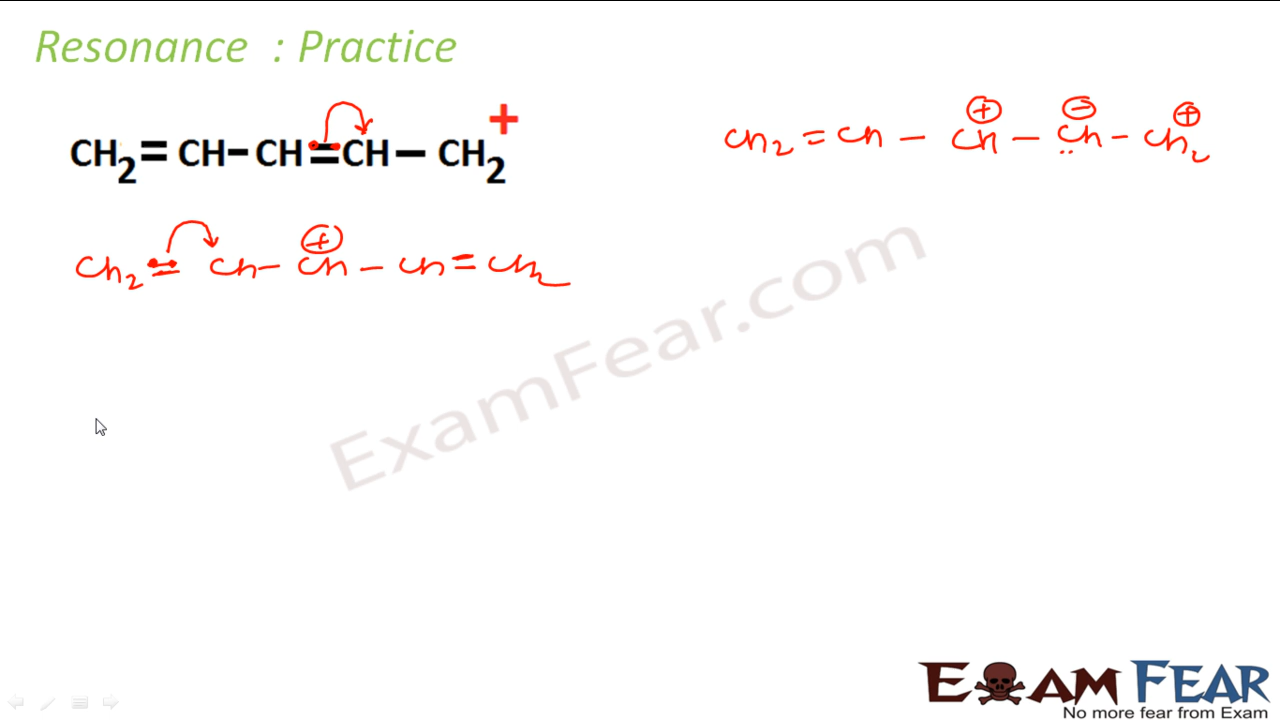 Resonance : Practice
CH₂=CH-CH=CH-CH₂+
CH₂=CH-CH⊕-CH⊖-CH₂⊕
CH₂=CH-CH⊕-CH=CH₂
ExamFear.com
EXAM FEAR
No more fear from Exam